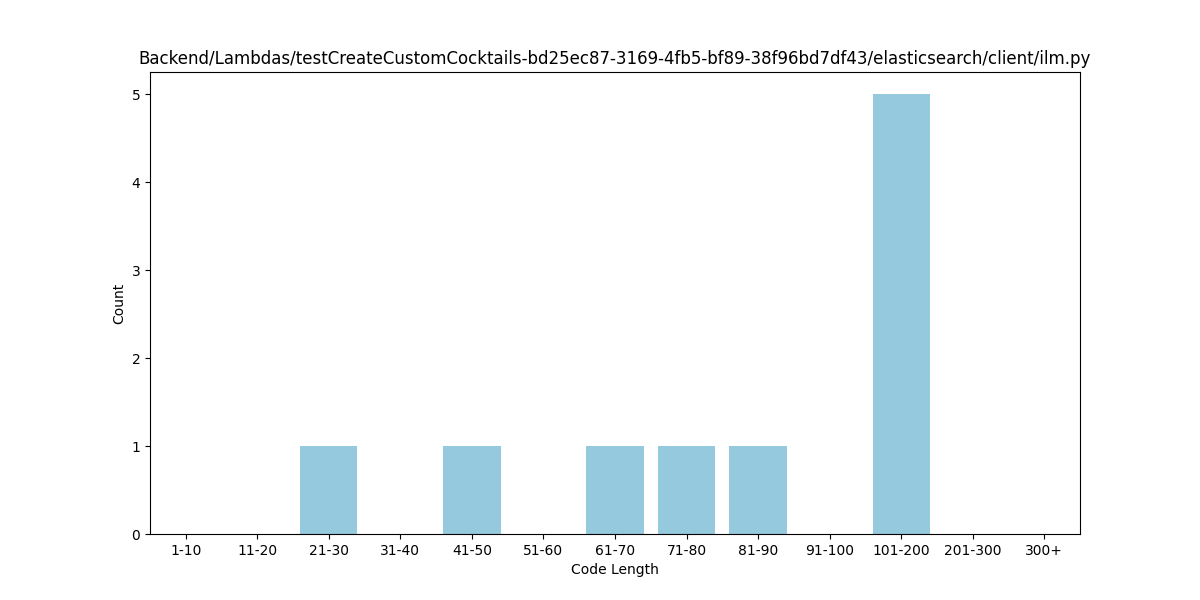 Backend/Lambdas/testCreateCustomCocktails-bd25ec87-3169-4fb5-bf89-38f96bd7df43/elasticsearch/client/ilm.py
5
4
3
2
1
0
Count
1-10 11-20 21-30 31-40 41-50 51-60 61-70 71-80 81-90 91-100 101-200 201-300 300+
Code Length